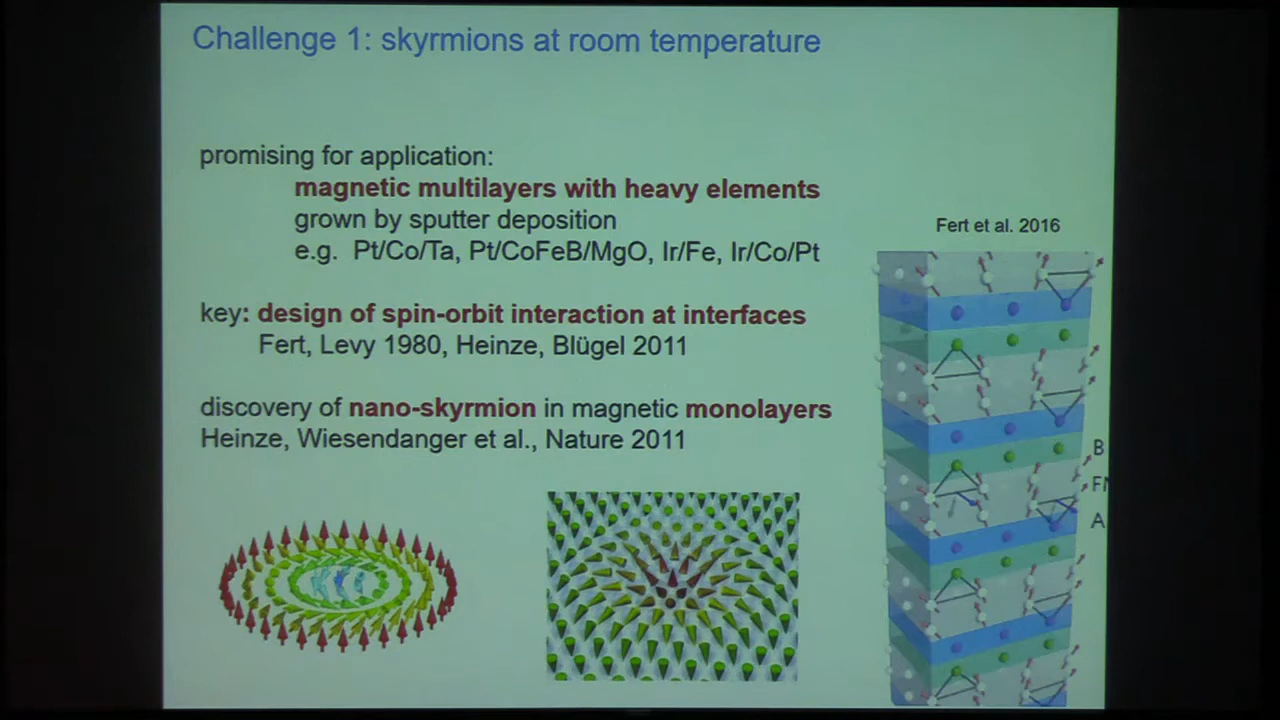 Challenge 1: skyrmions at room temperature
promising for application:
magnetic multilayers with heavy elements
grown by sputter deposition
e.g. Pt/Co/Ta, Pt/CoFeB/MgO, Ir/Fe, Ir/Co/Pt
key: design of spin-orbit interaction at interfaces
Fert, Levy 1980, Heinze, Blügel 2011
discovery of nano-skyrmion in magnetic monolayers
Heinze, Wiesendanger et al., Nature 2011
Fert et al. 2016
B
A